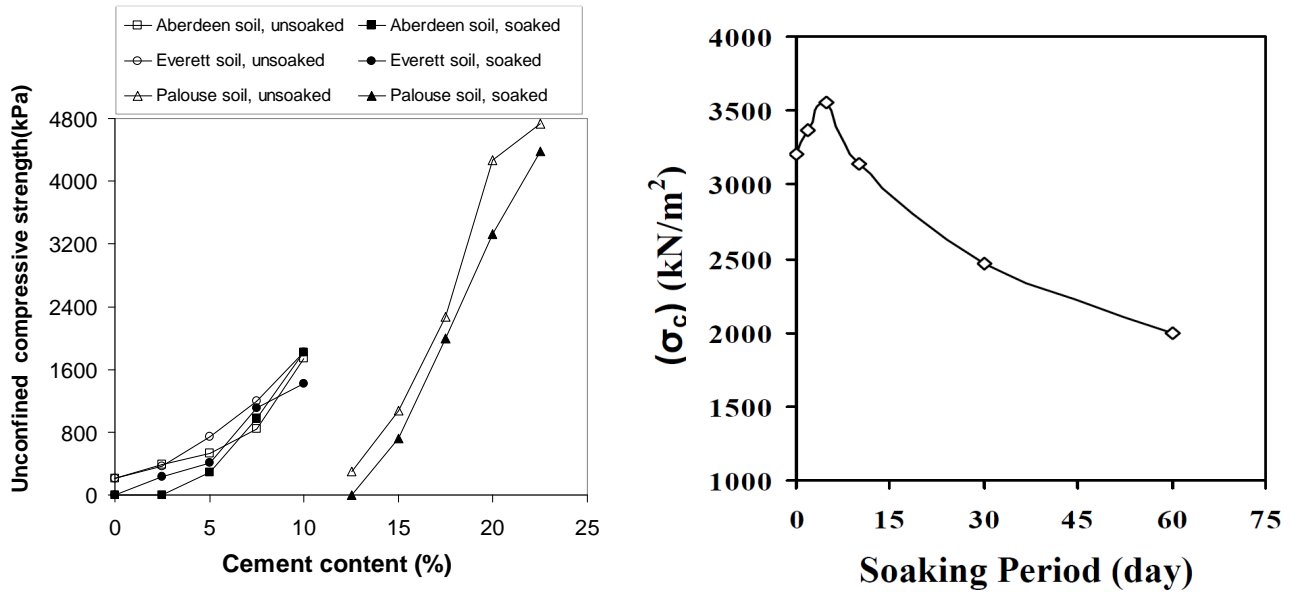 Aberdeen soil, unsoaked Aberdeen soil, soaked
Everett soil, unsoaked Everett soil, soaked
Palouse soil, unsoaked Palouse soil, soaked
Unconfined compressive strength(kPa)
4800
4000
3200
2400
1600
800
0
0 5 10 15 20 25
Cement content (%)
(σc) (kN/m²)
4000
3500
3000
2500
2000
1500
1000
0 15 30 45 60 75
Soaking Period (day)